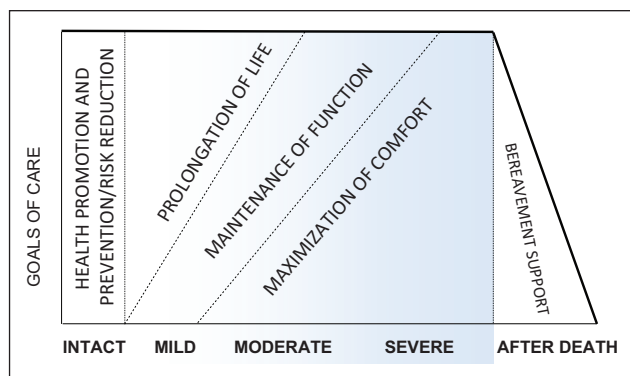 GOALS OF CARE
HEALTH PROMOTION AND
PREVENTION/RISK REDUCTION
PROLONGATION OF LIFE
MAINTENANCE OF FUNCTION
MAXIMIZATION OF COMFORT
BEREAVEMENT SUPPORT
INTACT MILD MODERATE SEVERE AFTER DEATH